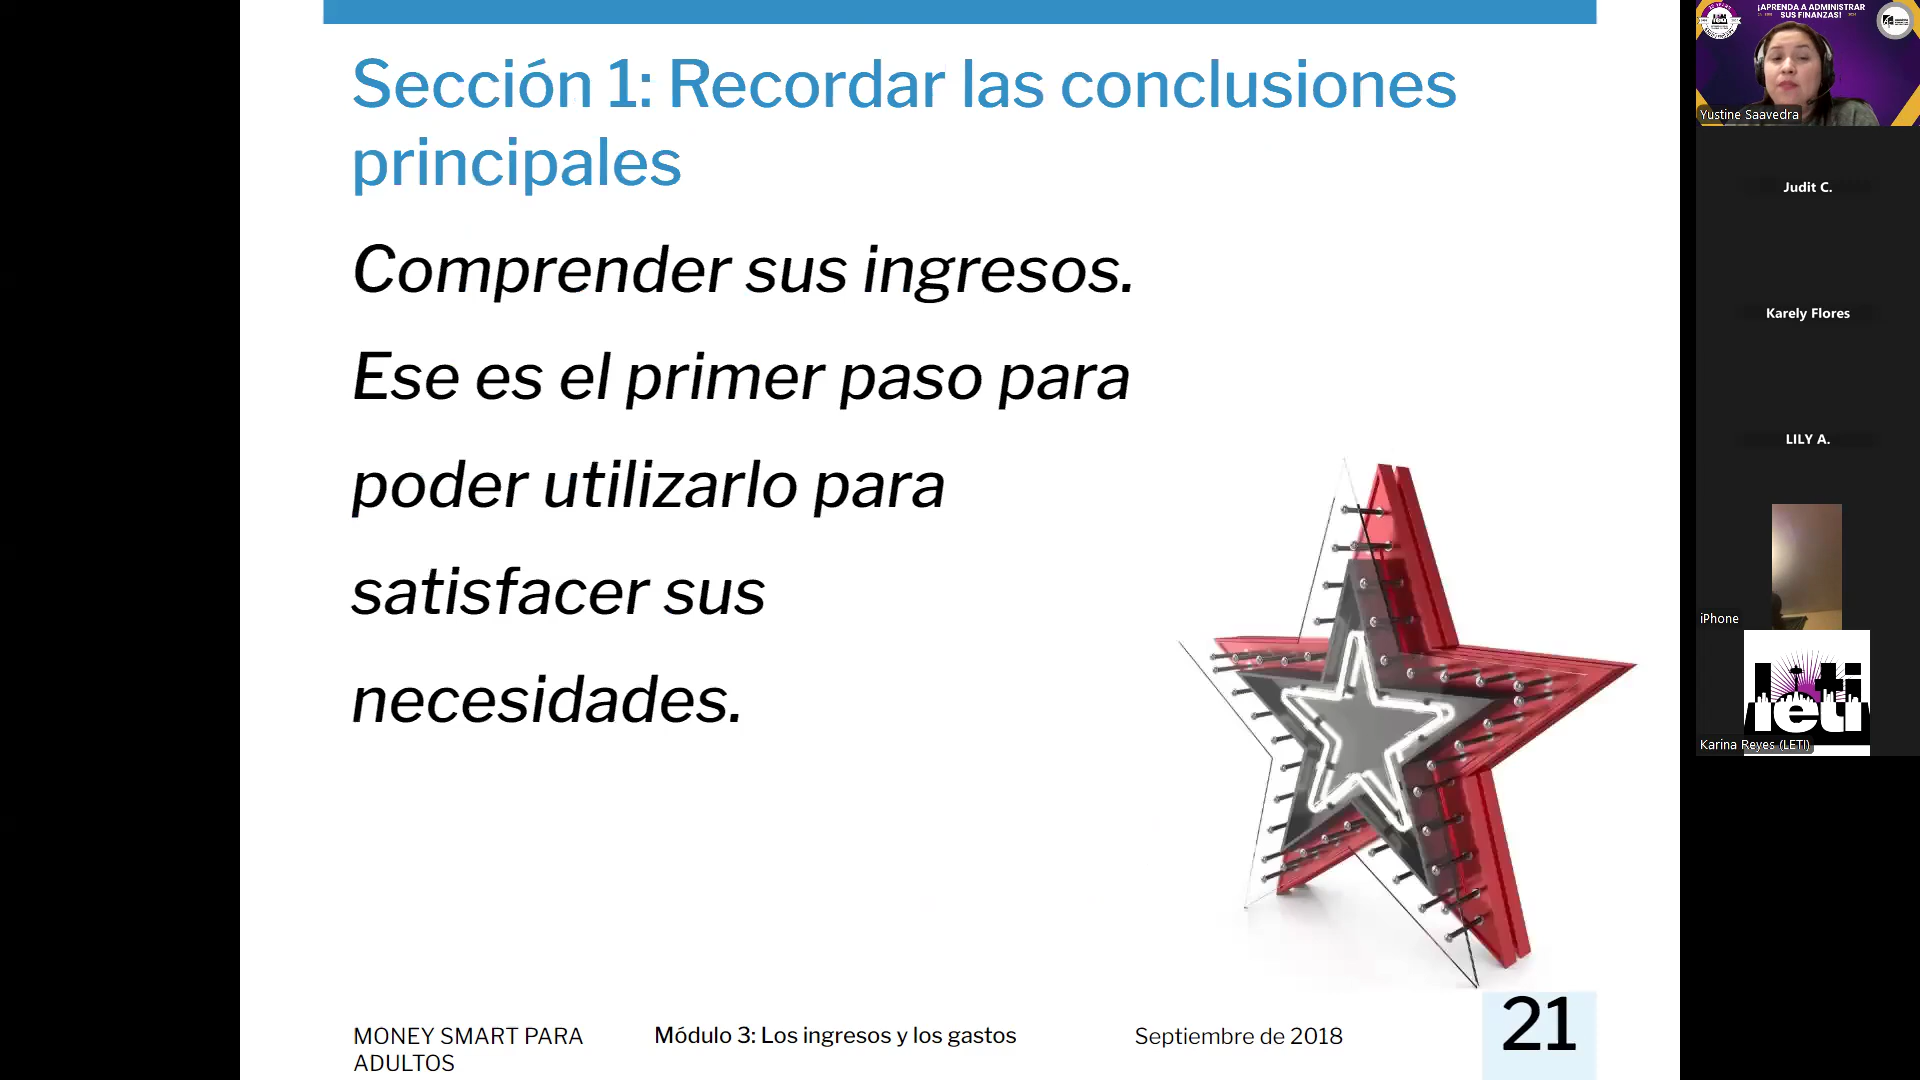 Sección 1: Recordar las conclusiones
principales
Comprender sus ingresos.
Ese es el primer paso para
poder utilizarlo para
satisfacer sus
necesidades.
MONEY SMART PARA
ADULTOS
Módulo 3: Los ingresos y los gastos
Septiembre de 2018
21
¡APRENDA A ADMINISTRAR
SUS FINANZAS!
Yustine Saavedra
Judit C.
Karely Flores
LILY A.
iPhone
leti
Karina Reyes (LETI)